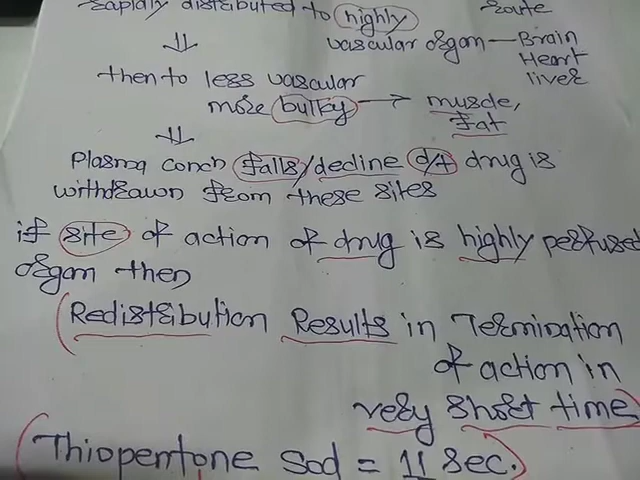 rapidly distributed to highly route
vascular organ — Brain
Heart
liver
then to less vascular
more bulky → muscle,
fat
Plasma concn falls/decline d/t drug is
withdrawn from these sites
if site of action of drug is highly perfused
organ then
(Redistribution Results in Termination
of action in
very short time)
(Thiopentone Sod = 11 Sec.)